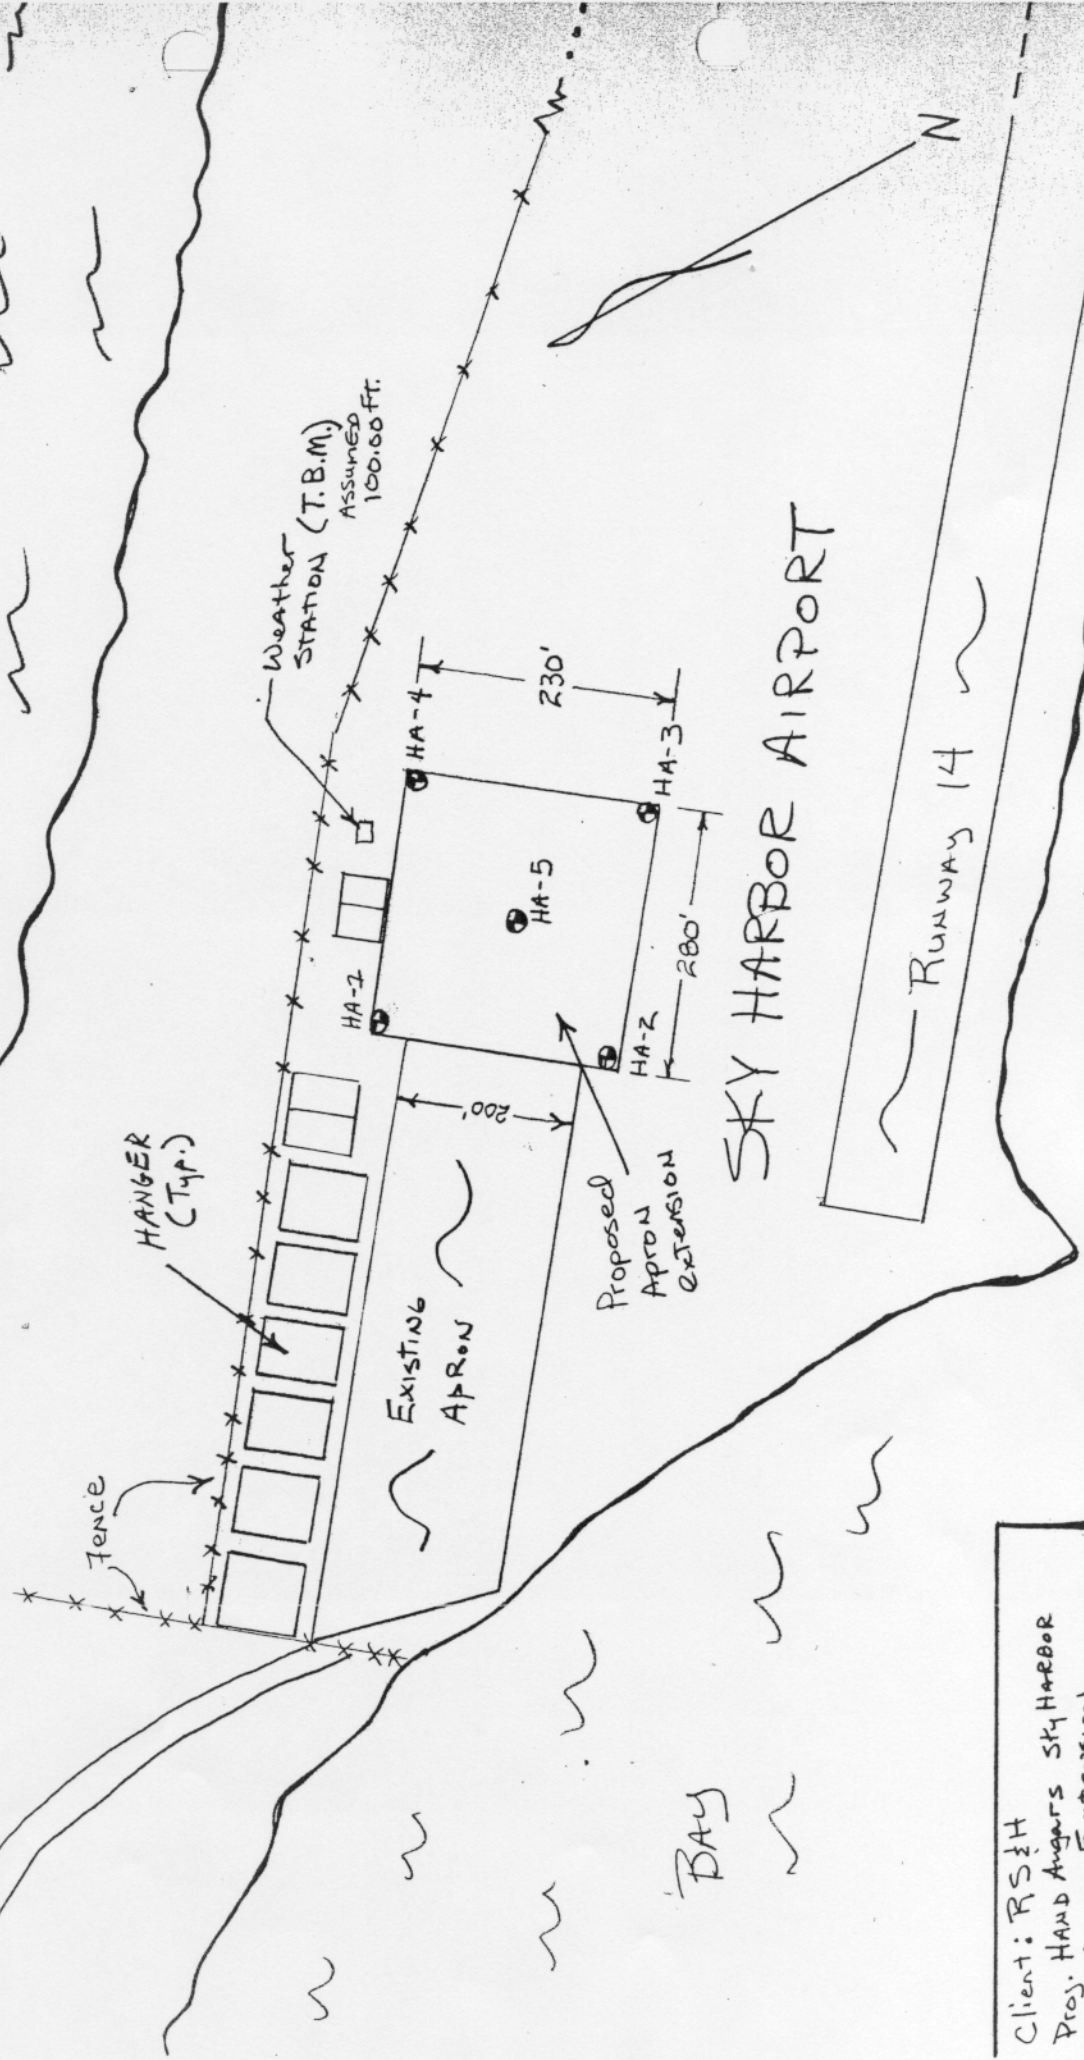 Weather
STATION (T.B.M.)
ASSUMED
100.00 FT.
HANGER
(Typ.)
FENCE
HA-1
HA-4
230'
HA-5
HA-3
HA-2
280'
200'
EXISTING
APRON
Proposed
Apron
extension
N
SKY HARBOR AIRPORT
RUNWAY 14
BAY
Client: RS&H
Proj. HAND Augars Sky HARBOR